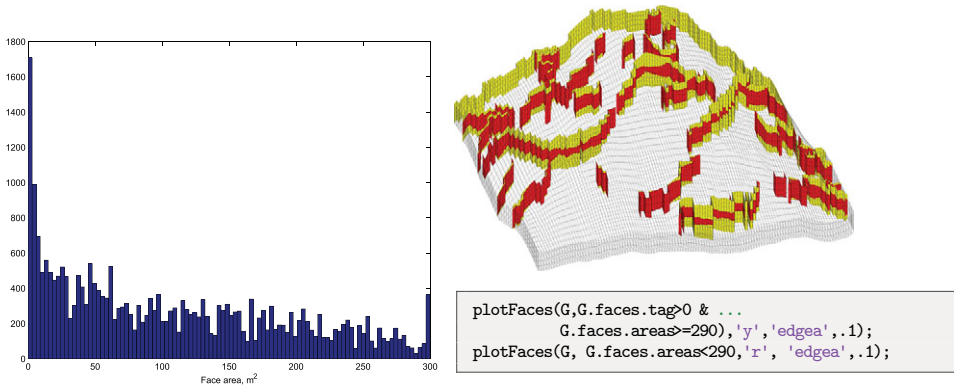 1800
1600
1400
1200
1000
800
600
400
200
0
0 50 100 150 200 250 300
Face area, m²
plotFaces(G,G.faces.tag>0 & ...
G.faces.areas>=290),'y','edgea',.1);
plotFaces(G, G.faces.areas<290,'r', 'edgea',.1);